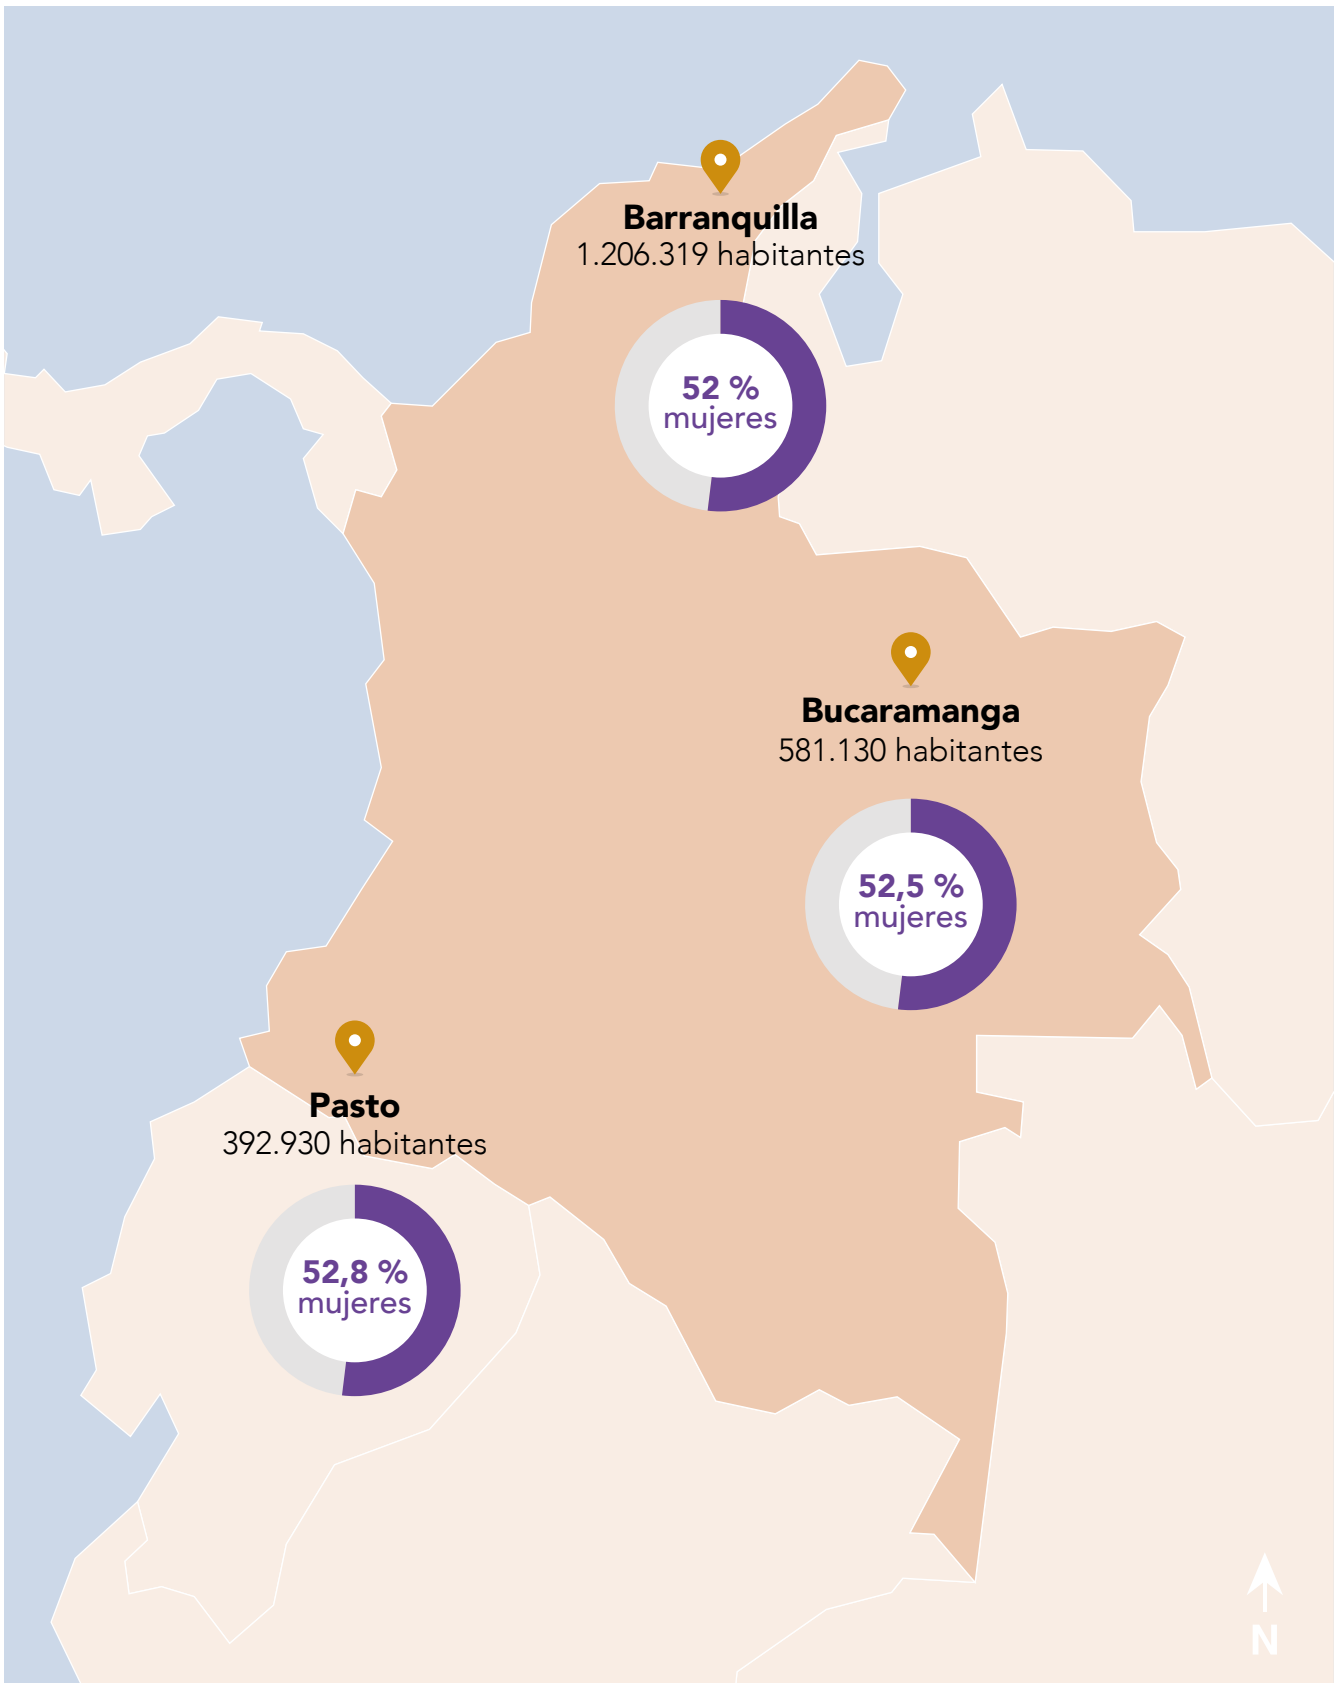 Barranquilla
1.206.319 habitantes
52 %
mujeres
Bucaramanga
581.130 habitantes
52,5 %
mujeres
Pasto
392.930 habitantes
52,8 %
mujeres
N